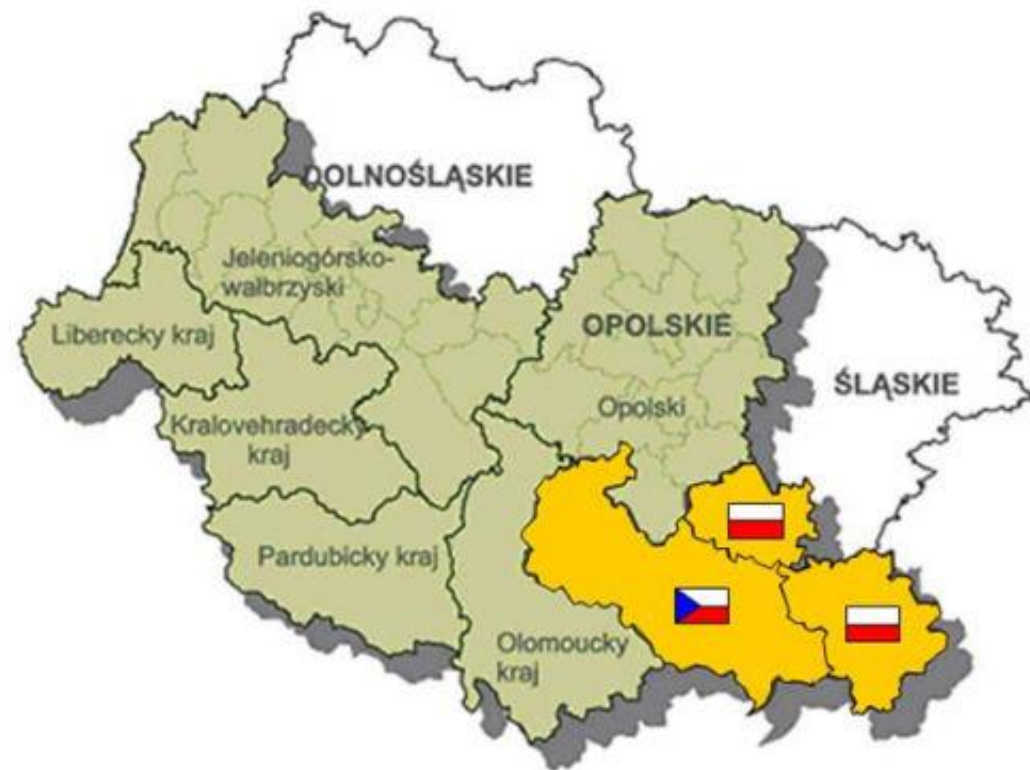 DOLNOŚLĄSKIE
Jeleniogórsko-
wałbrzyski
Liberecky kraj
OPOLSKIE
ŚLĄSKIE
Opolski
Kralovehradecky
kraj
Pardubicky kraj
Olomoucky
kraj